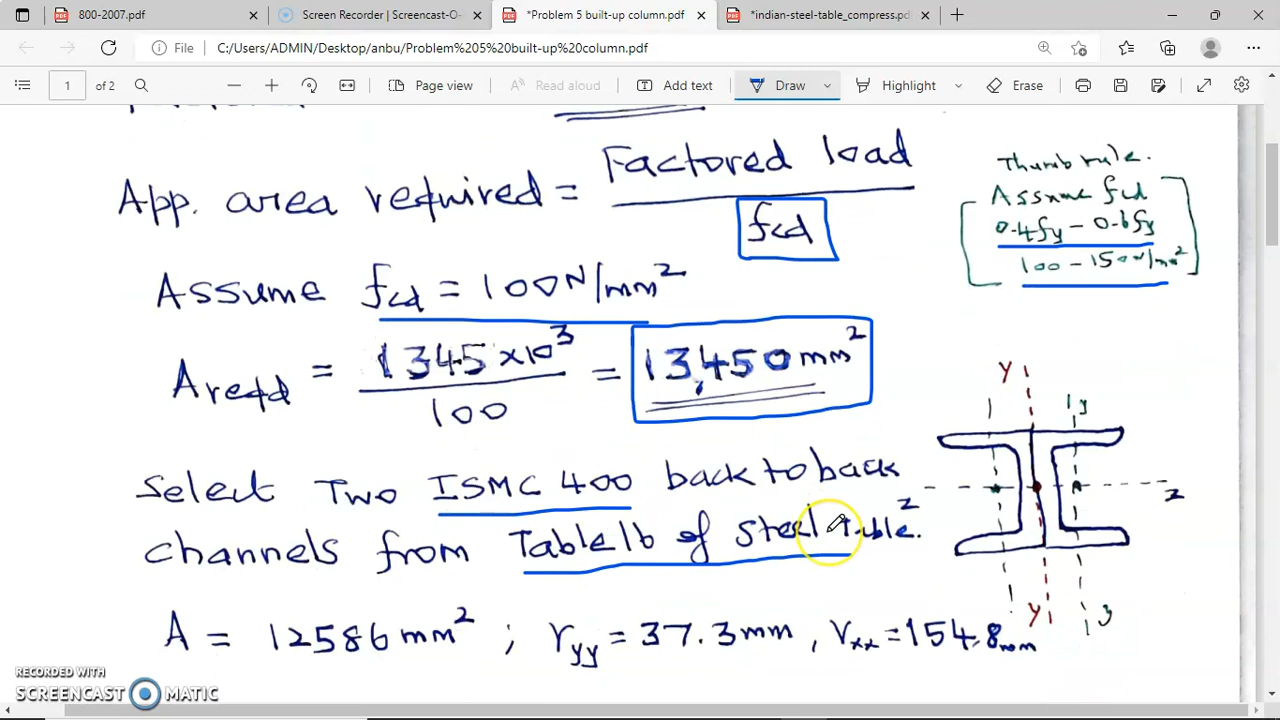 800-2007.pdf
Screen Recorder | Screencast-O-
*Problem 5 built-up column.pdf
*indian-steel-table_compress.pd
File
C:/Users/ADMIN/Desktop/anbu/Problem%205%20built-up%20column.pdf
1 of 2
Page view
Read aloud
Add text
Draw
Highlight
Erase
App. area required = Factored load
fcd
Thumb rule.
Assume fcd
0.4fy – 0.6fy
100 – 150 N/mm²
Assume fcd = 100N/mm²
Areqd = 1345 x10³ = 13,450 mm²
100
Select Two ISMC 400 back to back
channels from Table 1b of Steel table.
A = 12586 mm² ; ryy = 37.3 mm , rxx = 154.8mm
Y
y
z
z
Y
y
RECORDED WITH
SCREENCAST MATIC